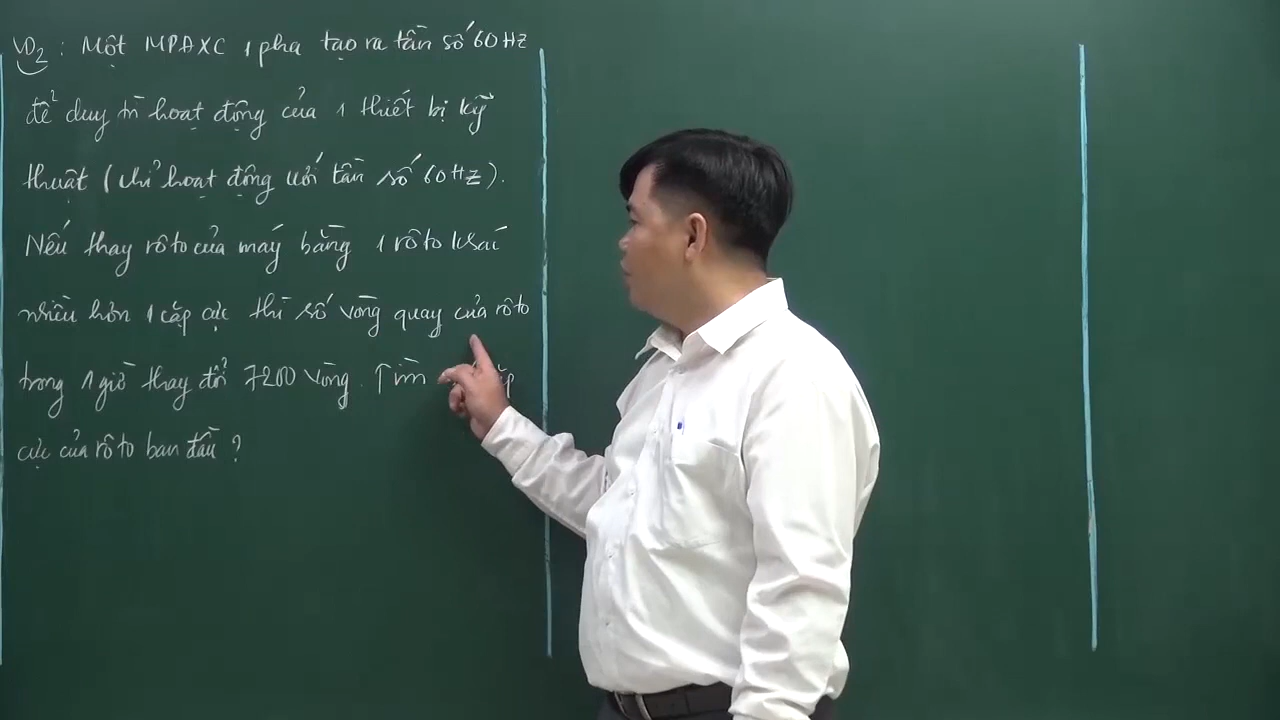 VD2 : Một MPĐXC 1 pha tạo ra tần số 60Hz
để duy trì hoạt động của 1 thiết bị kỹ
thuật (chỉ hoạt động với tần số 60Hz).
Nếu thay rôto của máy bằng 1 rôto khác
nhiều hơn 1 cặp cực thì số vòng quay của rôto
trong 1 giờ thay đổi 7200 vòng. Tìm
cực của rôto ban đầu ?